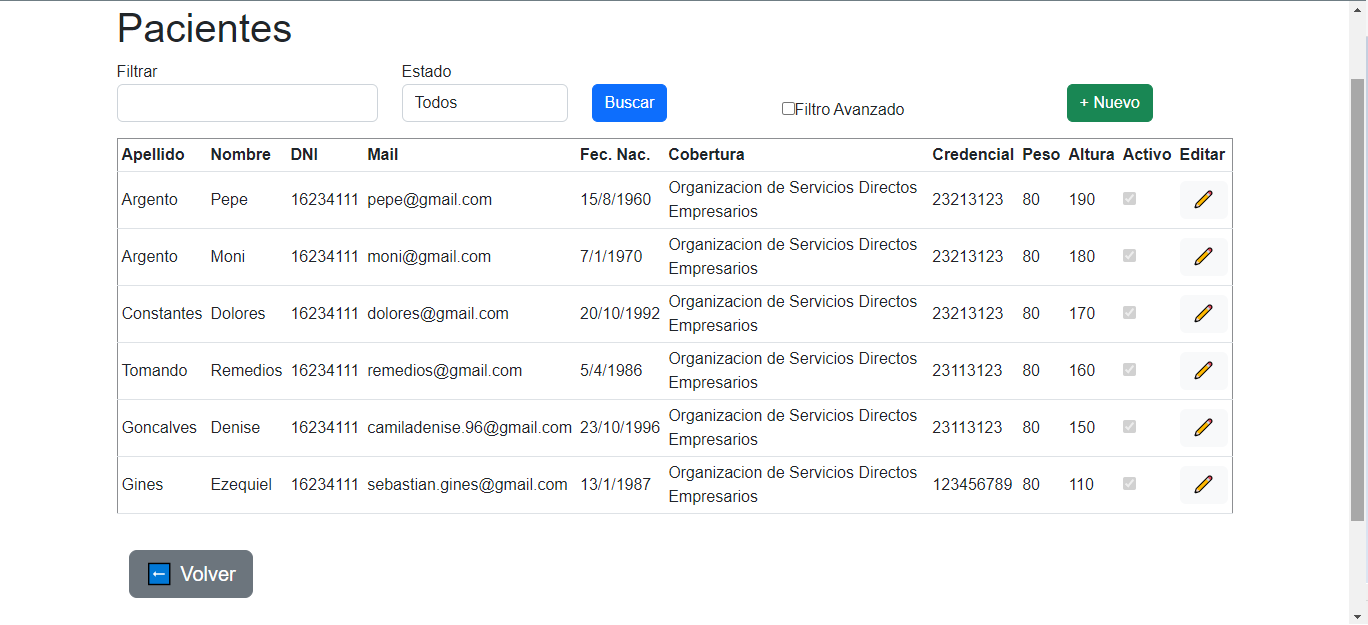 Pacientes
Filtrar Estado
Todos Buscar Filtro Avanzado + Nuevo
Apellido Nombre DNI Mail Fec. Nac. Cobertura Credencial Peso Altura Activo Editar
Argento Pepe 16234111 pepe@gmail.com 15/8/1960 Organizacion de Servicios Directos Empresarios 23213123 80 190
Argento Moni 16234111 moni@gmail.com 7/1/1970 Organizacion de Servicios Directos Empresarios 23213123 80 180
Constantes Dolores 16234111 dolores@gmail.com 20/10/1992 Organizacion de Servicios Directos Empresarios 23213123 80 170
Tomando Remedios 16234111 remedios@gmail.com 5/4/1986 Organizacion de Servicios Directos Empresarios 23113123 80 160
Goncalves Denise 16234111 camiladenise.96@gmail.com 23/10/1996 Organizacion de Servicios Directos Empresarios 23113123 80 150
Gines Ezequiel 16234111 sebastian.gines@gmail.com 13/1/1987 Organizacion de Servicios Directos Empresarios 123456789 80 110
Volver